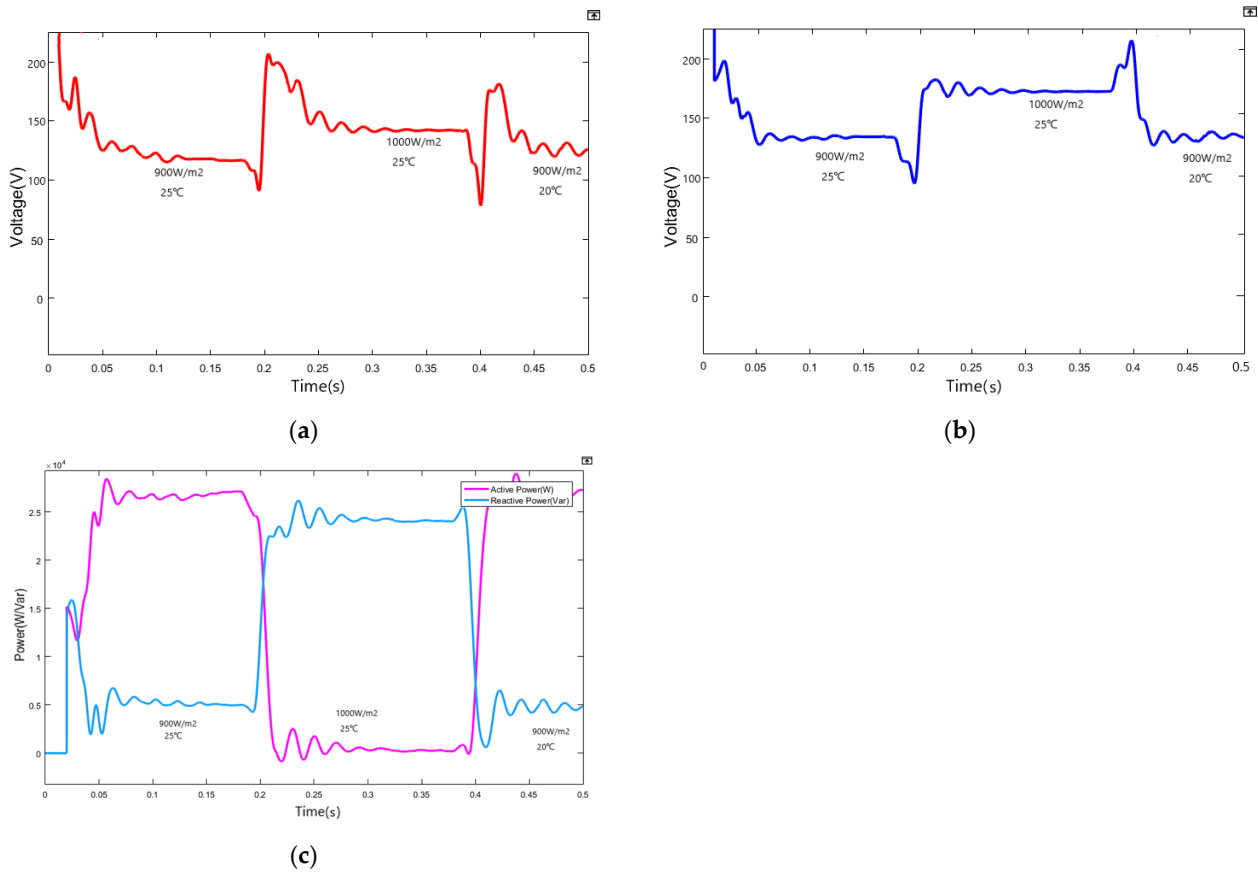 200
150
100
50
0
Voltage(V)
900W/m2
25℃
1000W/m2
25℃
900W/m2
20℃
0
0.05
0.1
0.15
0.2
0.25
0.3
0.35
0.4
0.45
0.5
Time(s)
(a)
200
150
100
50
0
Voltage(V)
900W/m2
25℃
1000W/m2
25℃
900W/m2
20℃
0
0.05
0.1
0.15
0.2
0.25
0.3
0.35
0.4
0.45
0.5
Time(s)
(b)
×10⁴
Active Power(W)
Reactive Power(Var)
2.5
2
1.5
1
0.5
0
Power(W/Var)
900W/m2
25℃
1000W/m2
25℃
900W/m2
20℃
0
0.05
0.1
0.15
0.2
0.25
0.3
0.35
0.4
0.45
0.5
Time(s)
(c)